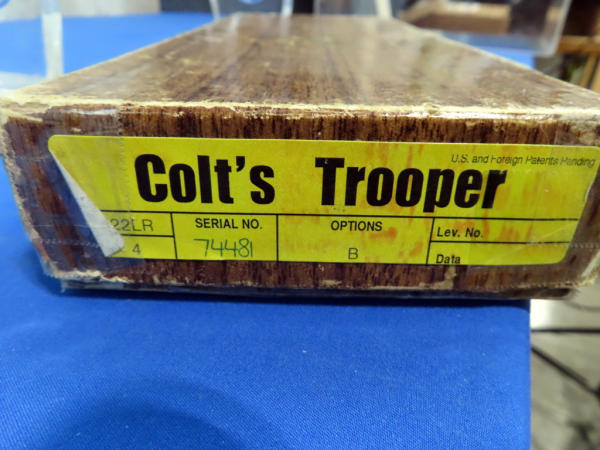 U.S. and Foreign Patents Pending
Colt's Trooper
22LR SERIAL NO. OPTIONS Lev. No.
4 74481 B Data